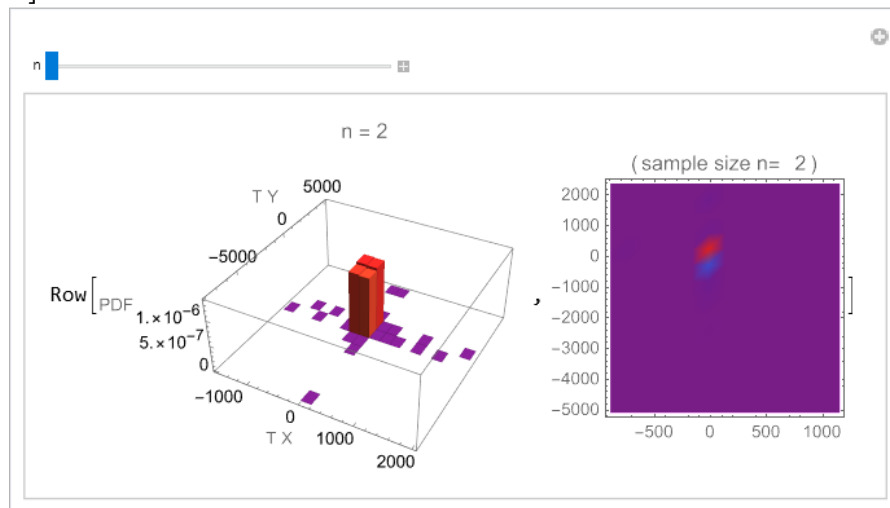 ]
n
n = 2
T Y
5000
0
-5000
Row[
PDF
1.×10⁻⁶
5.×10⁻⁷
0
-1000
0
T X
1000
2000
,
( sample size n= 2 )
2000
1000
0
-1000
-2000
-3000
-4000
-5000
-500 0 500 1000
]